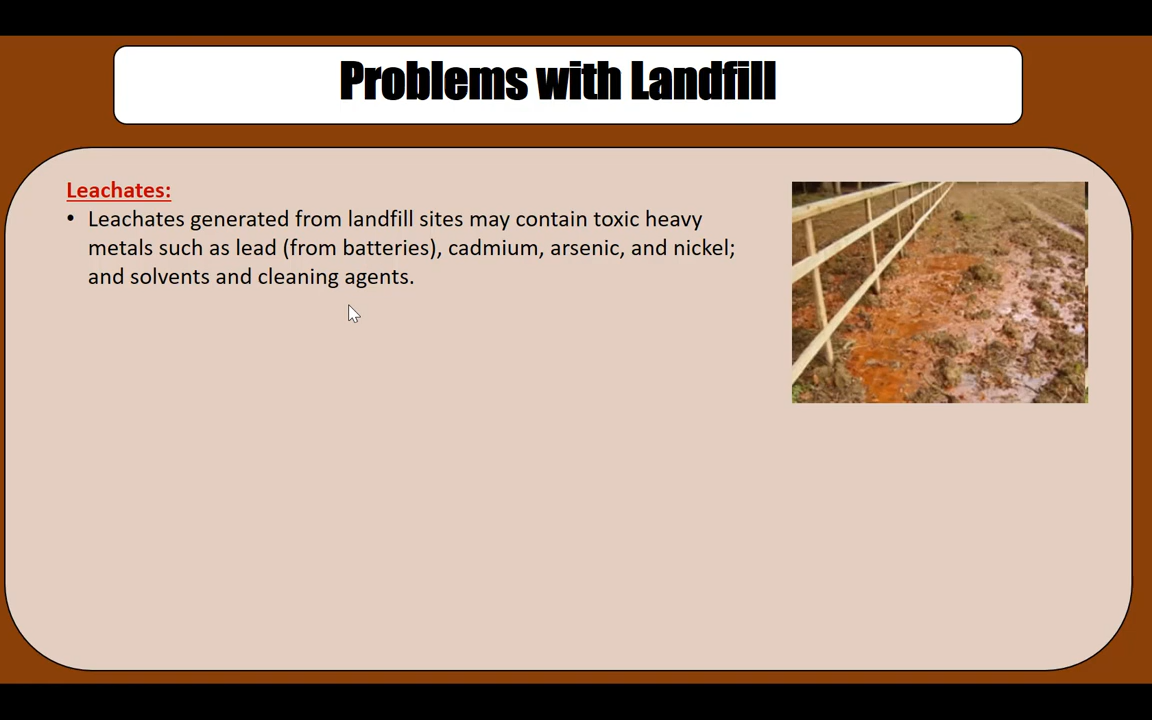 Problems with Landfill
Leachates:
• Leachates generated from landfill sites may contain toxic heavy
metals such as lead (from batteries), cadmium, arsenic, and nickel;
and solvents and cleaning agents.